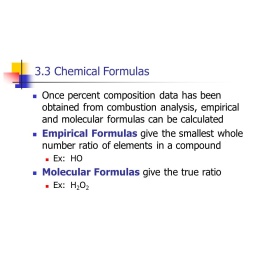 3.3 Chemical Formulas
Once percent composition data has been
obtained from combustion analysis, empirical
and molecular formulas can be calculated
Empirical Formulas give the smallest whole
number ratio of elements in a compound
Ex: HO
Molecular Formulas give the true ratio
Ex: H₂O₂